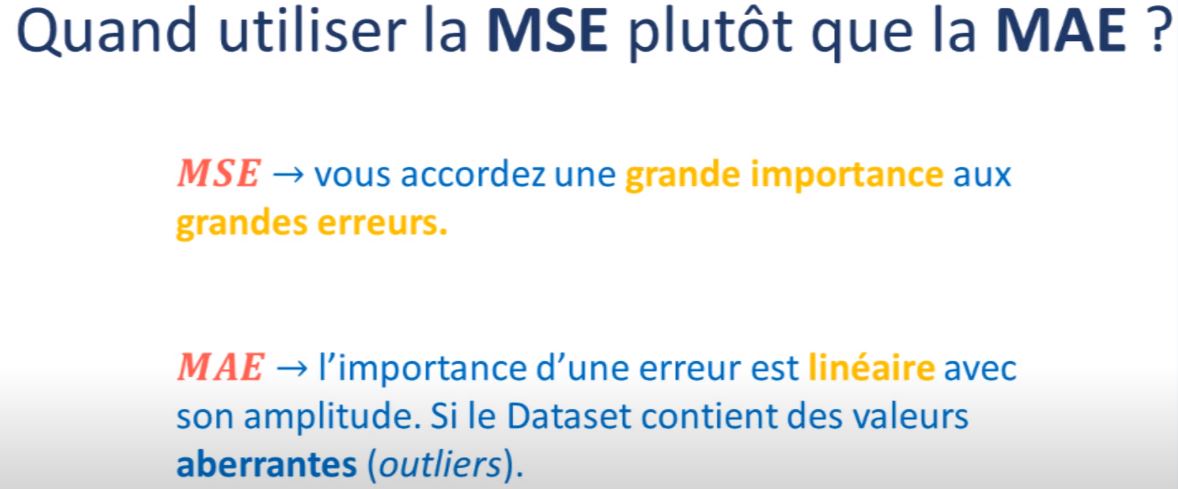 Quand utiliser la MSE plutôt que la MAE ?
MSE → vous accordez une grande importance aux
grandes erreurs.
MAE → l’importance d’une erreur est linéaire avec
son amplitude. Si le Dataset contient des valeurs
aberrantes (outliers).